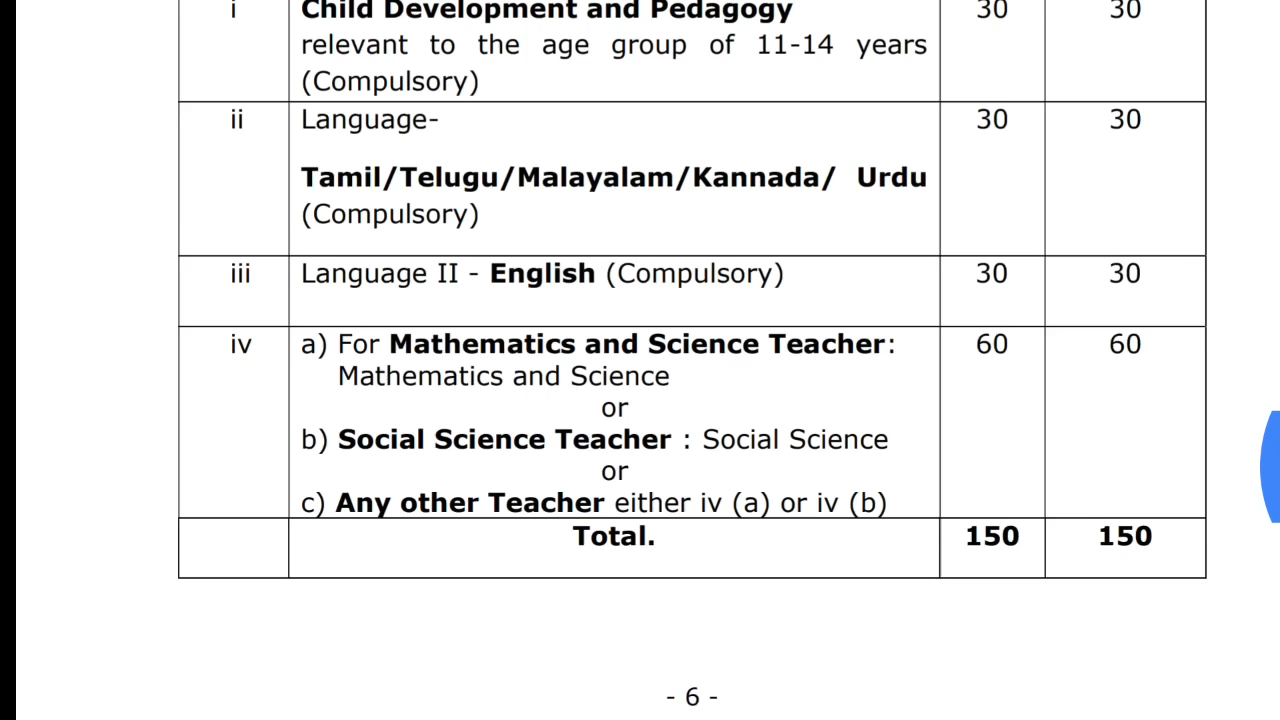 i Child Development and Pedagogy 30 30
relevant to the age group of 11-14 years
(Compulsory)
ii Language- 30 30
Tamil/Telugu/Malayalam/Kannada/ Urdu
(Compulsory)
iii Language II - English (Compulsory) 30 30
iv a) For Mathematics and Science Teacher: 60 60
Mathematics and Science
or
b) Social Science Teacher : Social Science
or
c) Any other Teacher either iv (a) or iv (b)
Total. 150 150
- 6 -